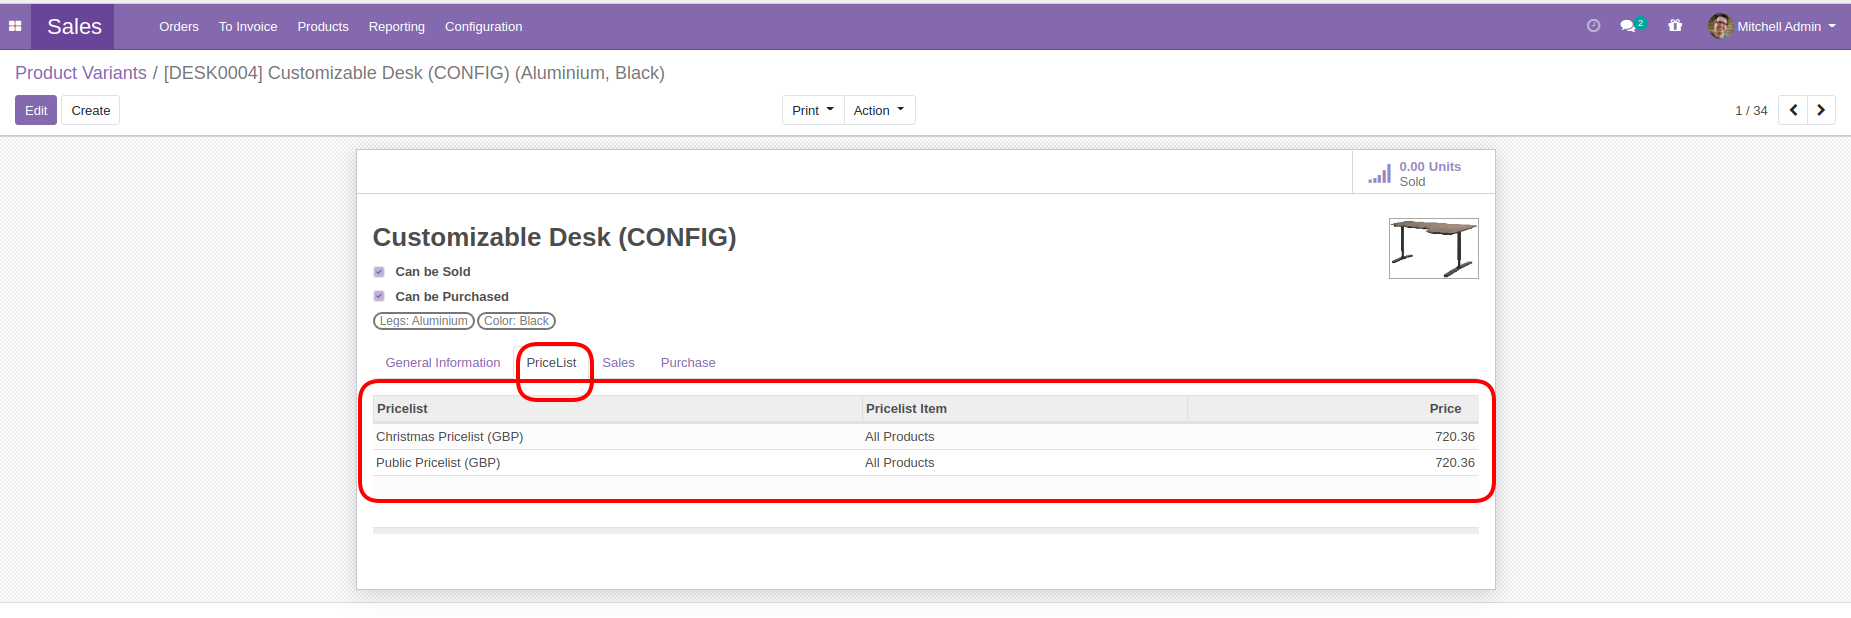 Sales Orders To Invoice Products Reporting Configuration 2 Mitchell Admin
Product Variants / [DESK0004] Customizable Desk (CONFIG) (Aluminium, Black)
Edit Create Print Action 1 / 34
0.00 Units
Sold
Customizable Desk (CONFIG)
Can be Sold
Can be Purchased
Legs: Aluminium Color: Black
General Information PriceList Sales Purchase
Pricelist Pricelist Item Price
Christmas Pricelist (GBP) All Products 720.36
Public Pricelist (GBP) All Products 720.36